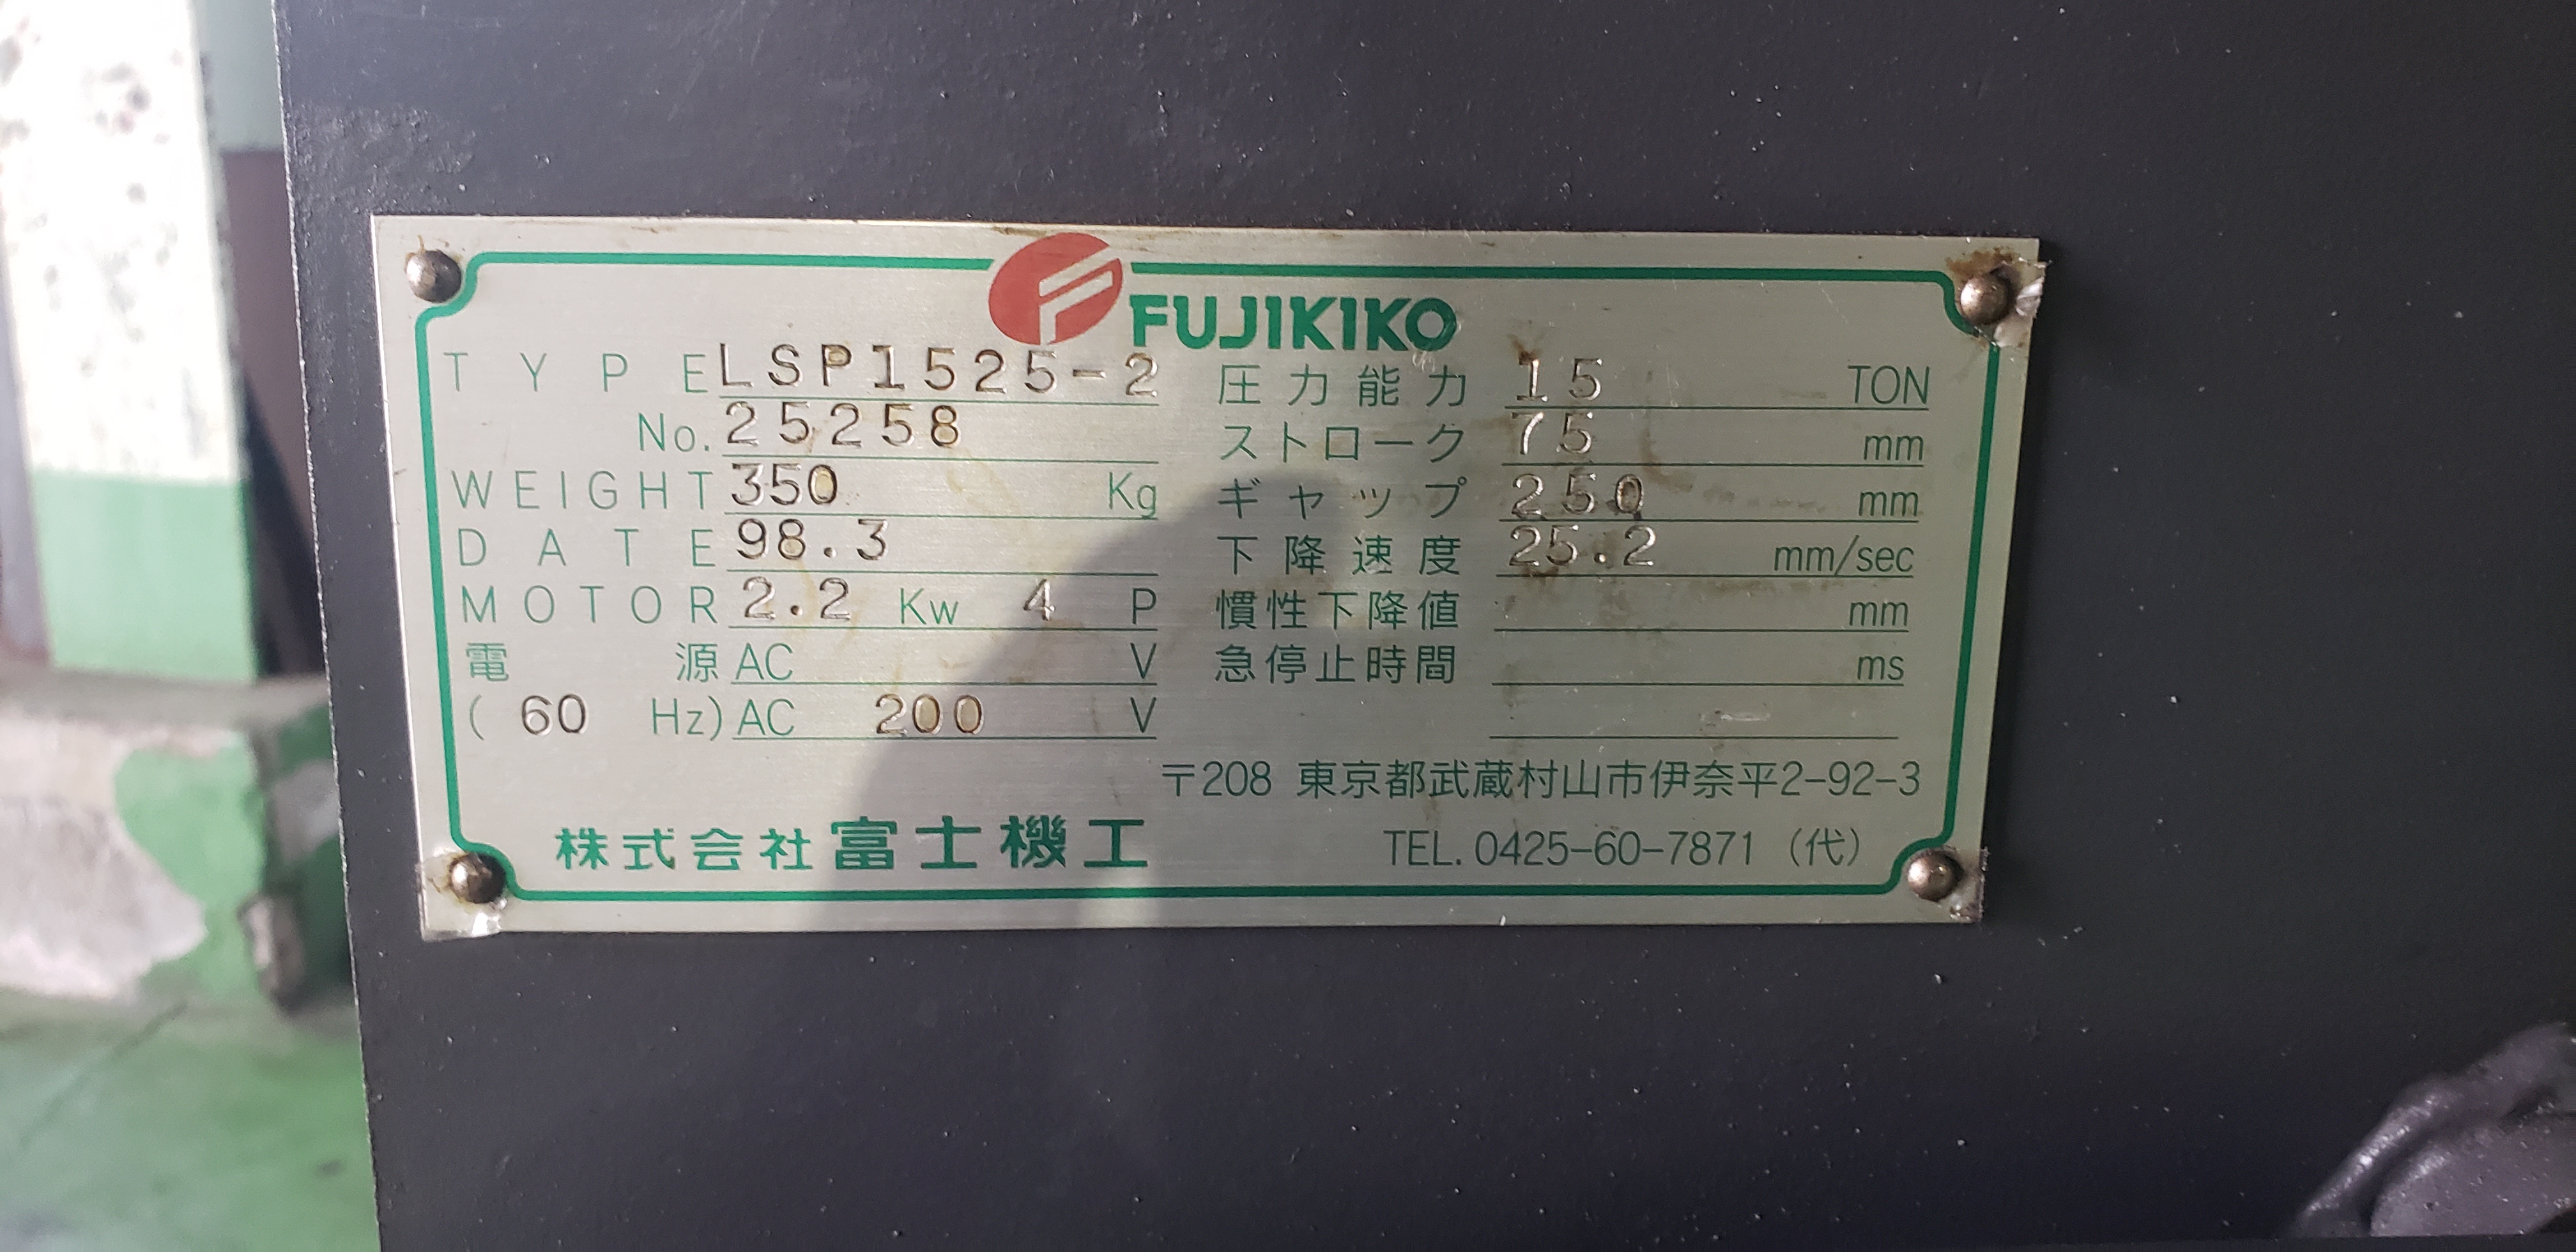 FUJIKIKO
TYPE LSP1525-2
No. 25258
WEIGHT 350 Kg
DATE 98.3
MOTOR 2.2 Kw 4 P
電源 AC V
(60 Hz) AC 200 V
圧力能力 15 TON
ストローク 75 mm
ギャップ 250 mm
下降速度 25.2 mm/sec
慣性下降値 mm
急停止時間 ms
〒208 東京都武蔵村山市伊奈平2-92-3
株式会社富士機工 TEL. 0425-60-7871 (代)